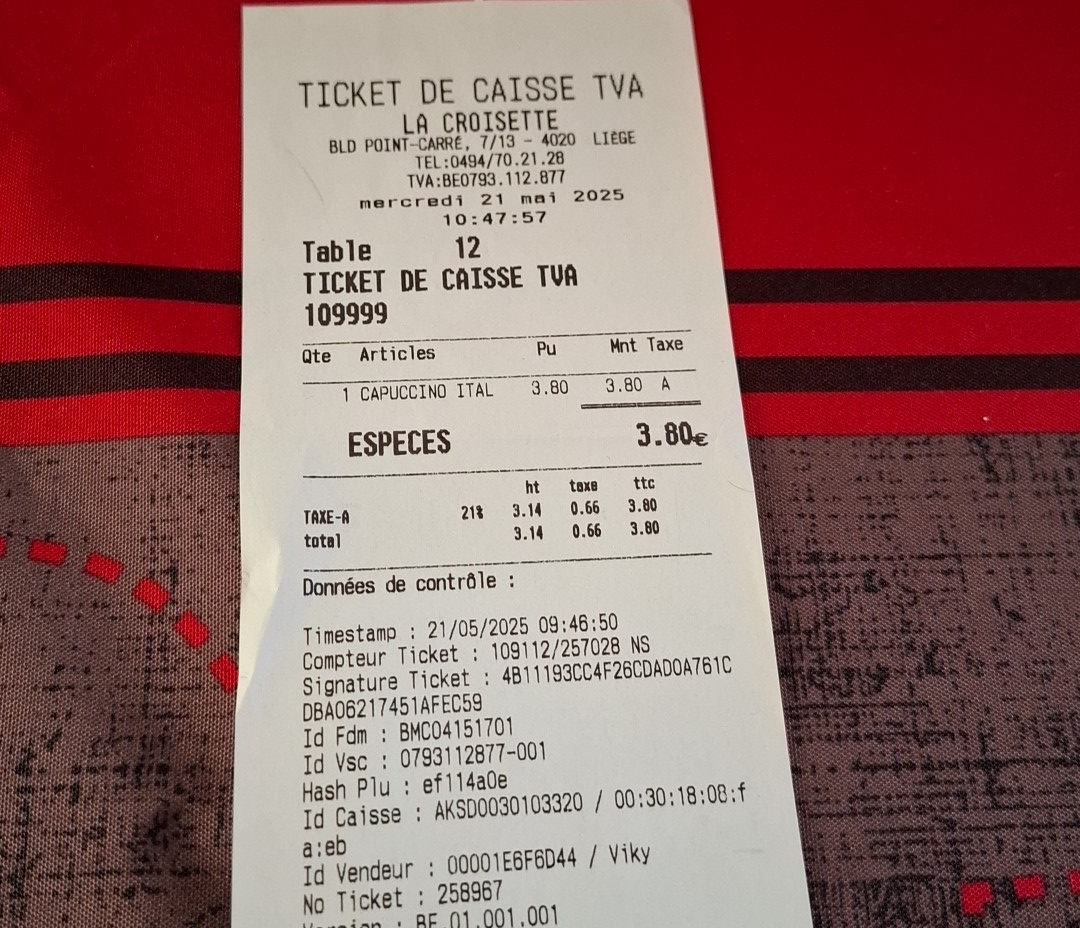 TICKET DE CAISSE TVA
LA CROISETTE
BLD POINT-CARRÉ, 7/13 - 4020 LIÈGE
TEL:0494/70.21.28
TVA:BE0793.112.877
mercredi 21 mai 2025
10:47:57
Table 12
TICKET DE CAISSE TVA
109999
Qte Articles Pu Mnt Taxe
1 CAPUCCINO ITAL 3.80 3.80 A
ESPECES 3.80€
ht taxe ttc
TAXE-A 21% 3.14 0.66 3.80
total 3.14 0.66 3.80
Données de contrôle :
Timestamp : 21/05/2025 09:46:50
Compteur Ticket : 109112/257028 NS
Signature Ticket : 4B11193CC4F26CDAD0A761C
DBA06217451AFEC59
Id Fdm : BMC04151701
Id Vsc : 0793112877-001
Hash Plu : ef114a0e
Id Caisse : AKSD0030103320 / 00:30:18:08:f
a:eb
Id Vendeur : 00001E6F6D44 / Viky
No Ticket : 258967
Version : BE.01.001.001